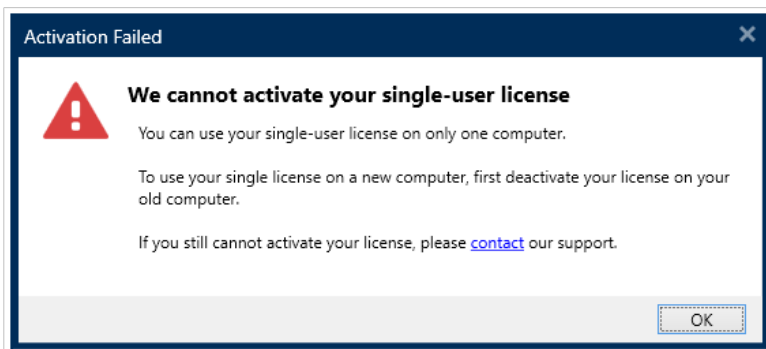 Activation Failed
We cannot activate your single-user license
You can use your single-user license on only one computer.
To use your single license on a new computer, first deactivate your license on your
old computer.
If you still cannot activate your license, please contact our support.
OK